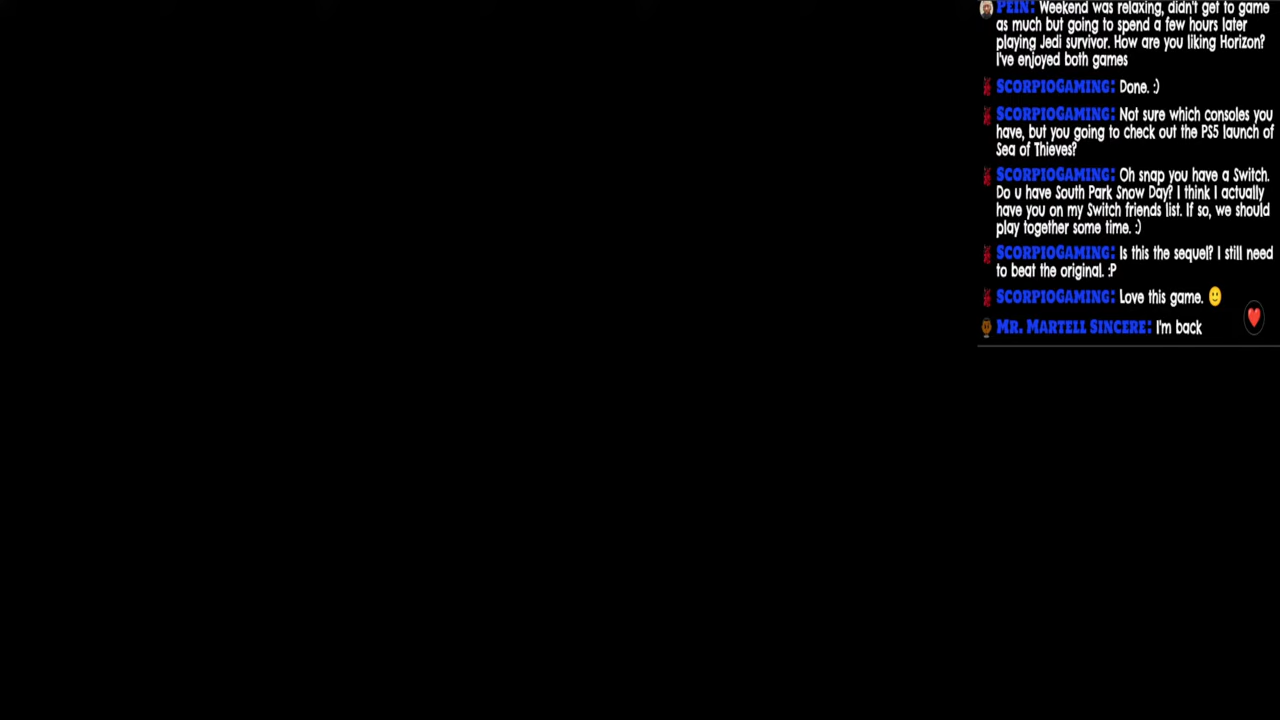 PEIN: Weekend was relaxing, didn't get to game
as much but going to spend a few hours later
playing Jedi survivor. How are you liking Horizon?
I've enjoyed both games
ScorpioGaming: Done. :)
ScorpioGaming: Not sure which consoles you
have, but you going to check out the PS5 launch of
Sea of Thieves?
ScorpioGaming: Oh snap you have a Switch.
Do u have South Park Snow Day? I think I actually
have you on my Switch friends list. If so, we should
play together some time. :)
ScorpioGaming: Is this the sequel? I still need
to beat the original. :P
ScorpioGaming: Love this game. 🙂
Mr. Martell Sincere: I'm back